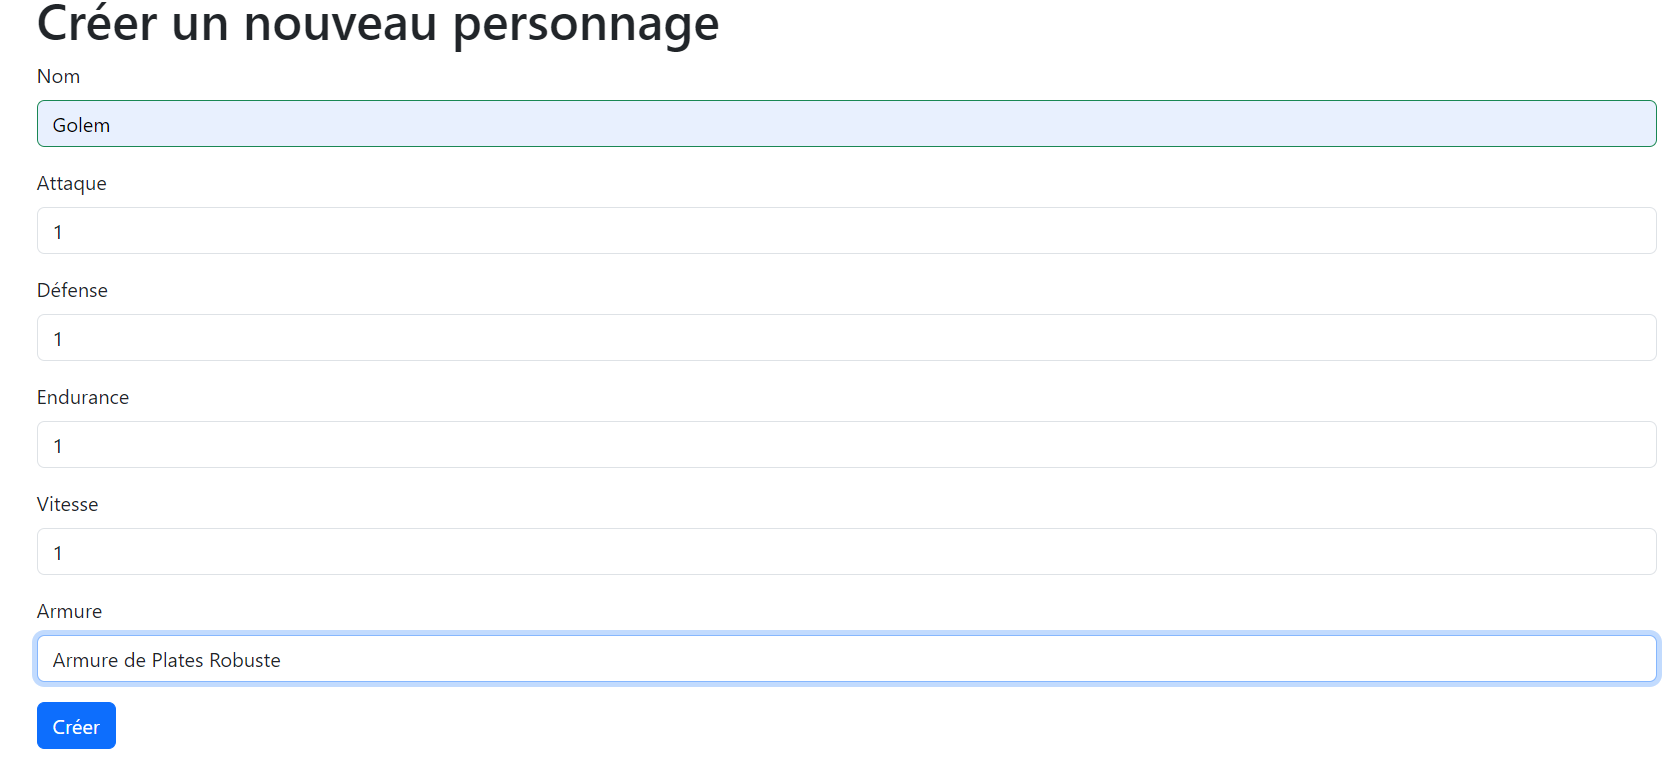 Créer un nouveau personnage
Nom
Golem
Attaque
1
Défense
1
Endurance
1
Vitesse
1
Armure
Armure de Plates Robuste
Créer